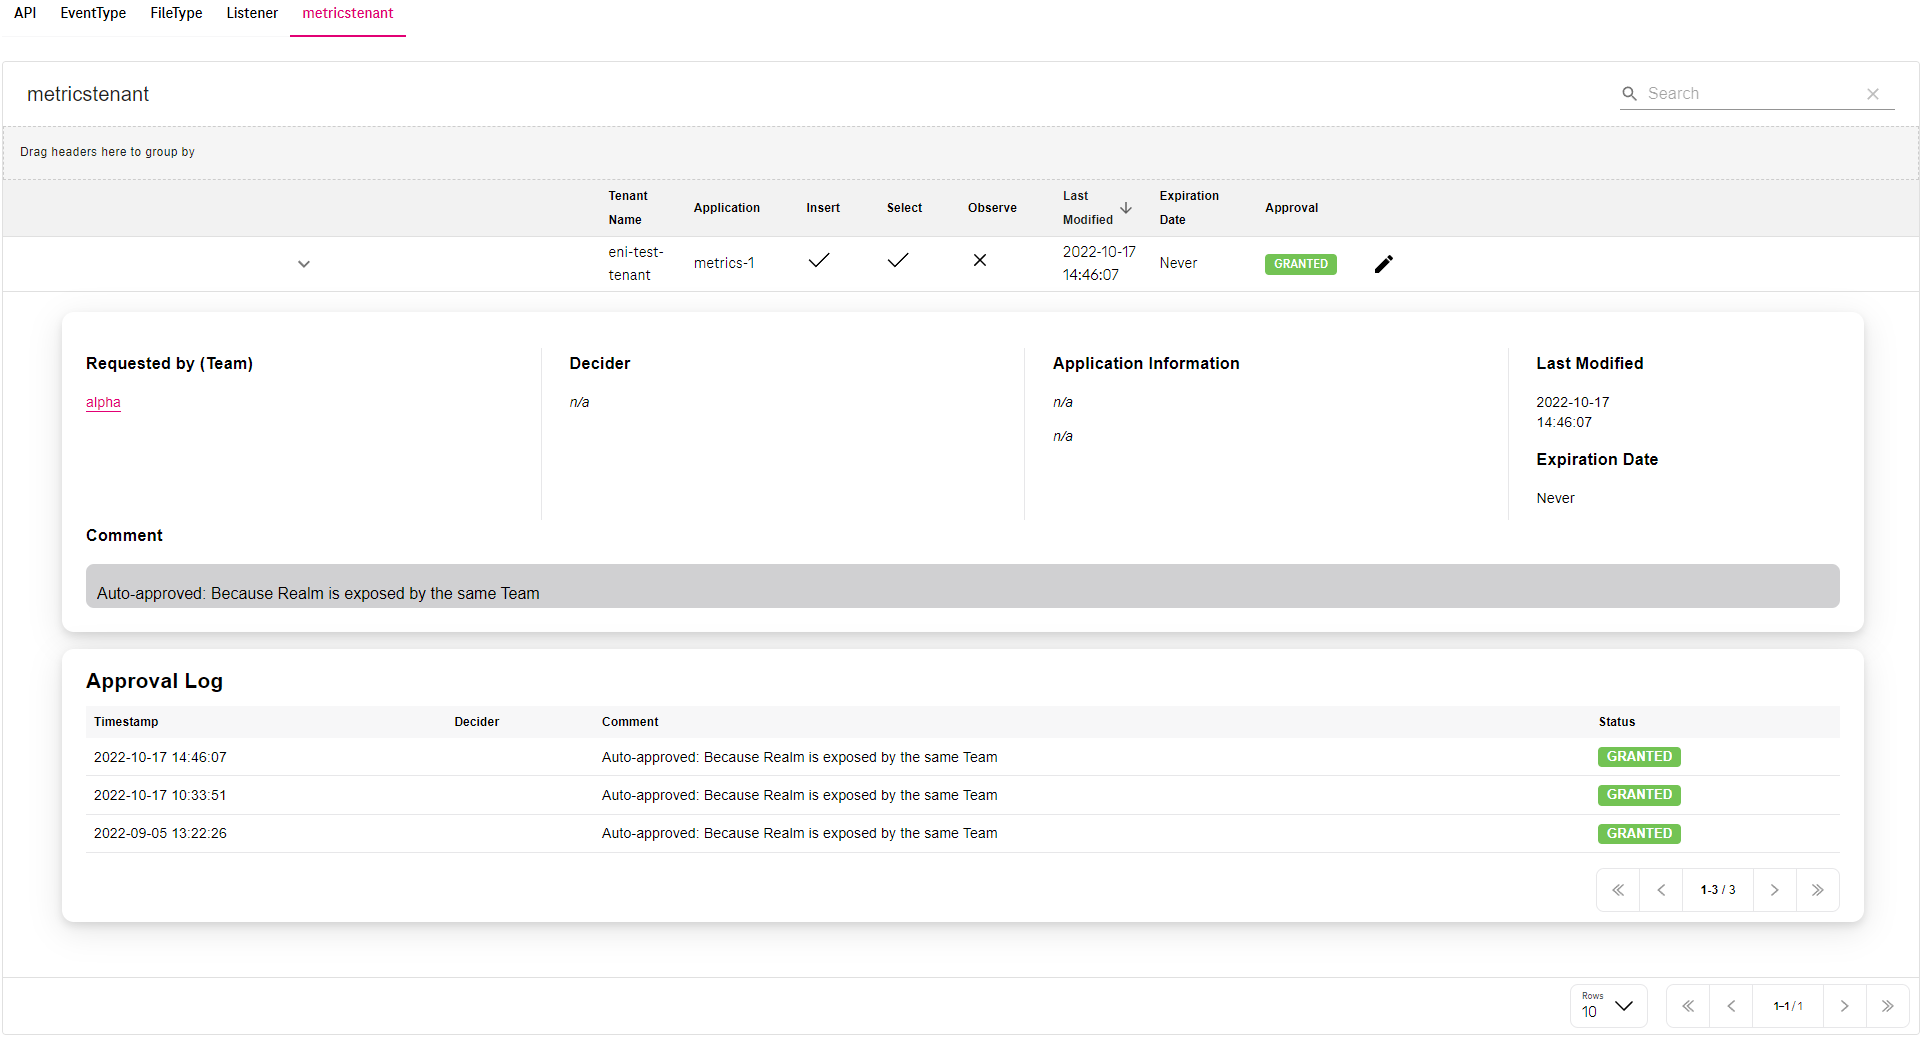 API EventType FileType Listener metricstenant
metricstenant
Search
Drag headers here to group by
Tenant Name Application Insert Select Observe Last Modified Expiration Date Approval
eni-test-tenant metrics-1 2022-10-17 14:46:07 Never GRANTED
Requested by (Team) Decider Application Information Last Modified
alpha n/a n/a 2022-10-17
14:46:07
n/a
Expiration Date
Never
Comment
Auto-approved: Because Realm is exposed by the same Team
Approval Log
Timestamp Decider Comment Status
2022-10-17 14:46:07 Auto-approved: Because Realm is exposed by the same Team GRANTED
2022-10-17 10:33:51 Auto-approved: Because Realm is exposed by the same Team GRANTED
2022-09-05 13:22:26 Auto-approved: Because Realm is exposed by the same Team GRANTED
1-3 / 3
Rows
10
1-1 / 1